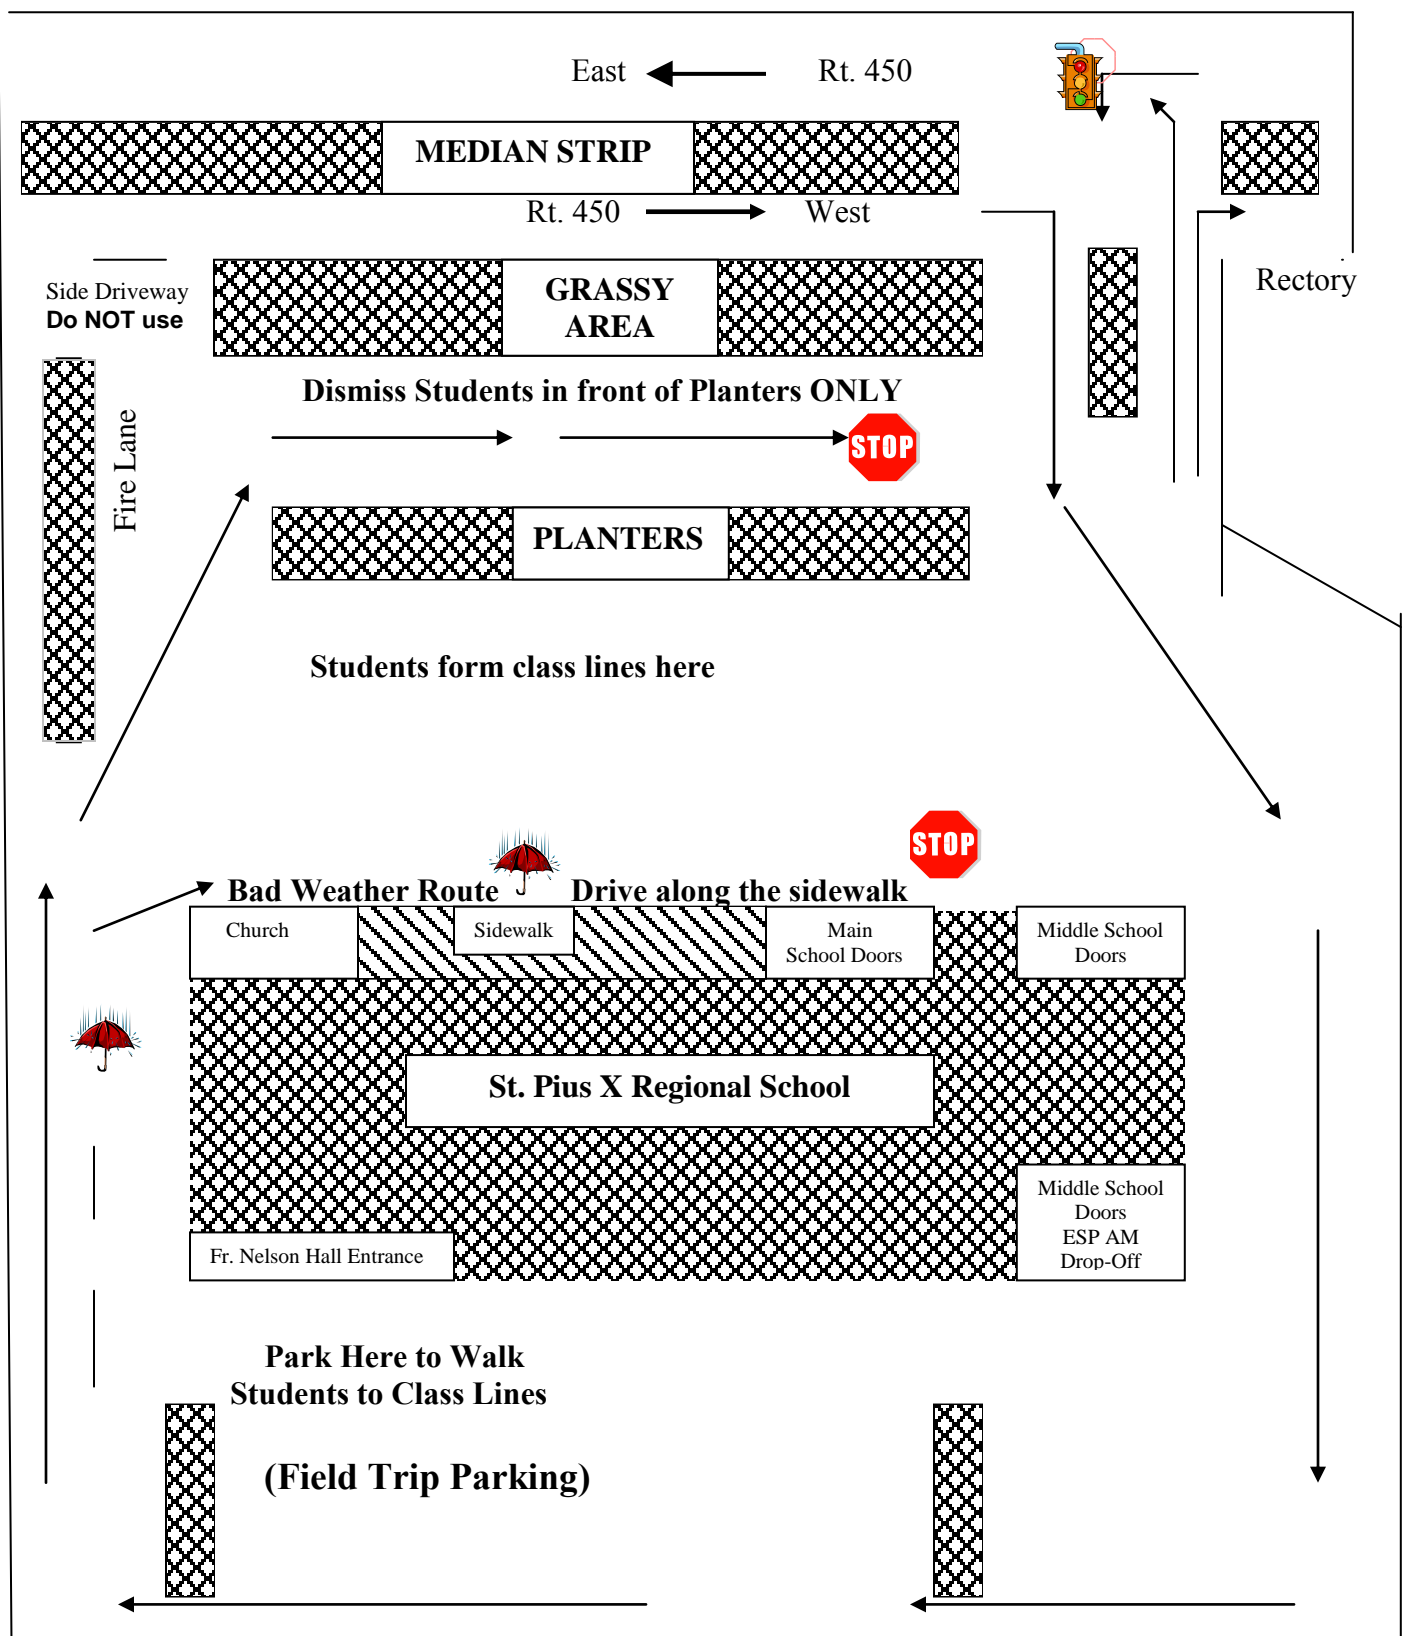 East Rt. 450
MEDIAN STRIP
Rt. 450 West
Side Driveway
Do NOT use
GRASSY
AREA
Rectory
Dismiss Students in front of Planters ONLY
STOP
Fire Lane
PLANTERS
Students form class lines here
STOP
Bad Weather Route Drive along the sidewalk
Church
Sidewalk
Main
School Doors
Middle School
Doors
St. Pius X Regional School
Middle School
Doors
ESP AM
Drop-Off
Fr. Nelson Hall Entrance
Park Here to Walk
Students to Class Lines
(Field Trip Parking)